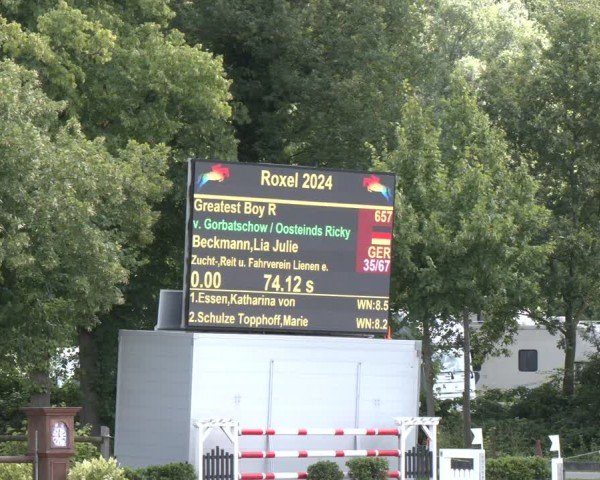 Roxel 2024
Greatest Boy R 657
v. Gorbatschow / Oosteinds Ricky
Beckmann,Lia Julie GER
Zucht-,Reit u. Fahrverein Lienen e. 35/67
0.00 74.12 s
1.Essen,Katharina von WN:8.5
2.Schulze Topphoff,Marie WN:8.2